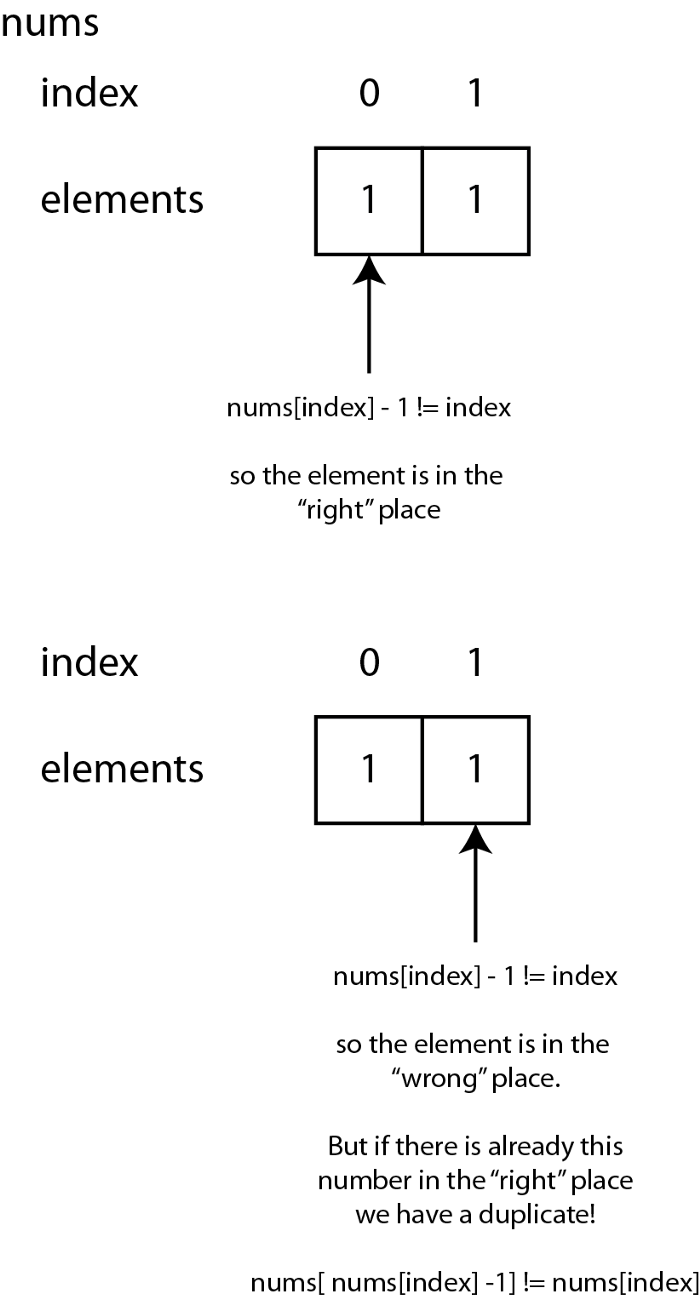 nums
index 0 1
elements 1 1
nums[index] - 1 != index
so the element is in the
“right” place
index 0 1
elements 1 1
nums[index] - 1 != index
so the element is in the
“wrong” place.
But if there is already this
number in the “right” place
we have a duplicate!
nums[ nums[index] -1] != nums[index]